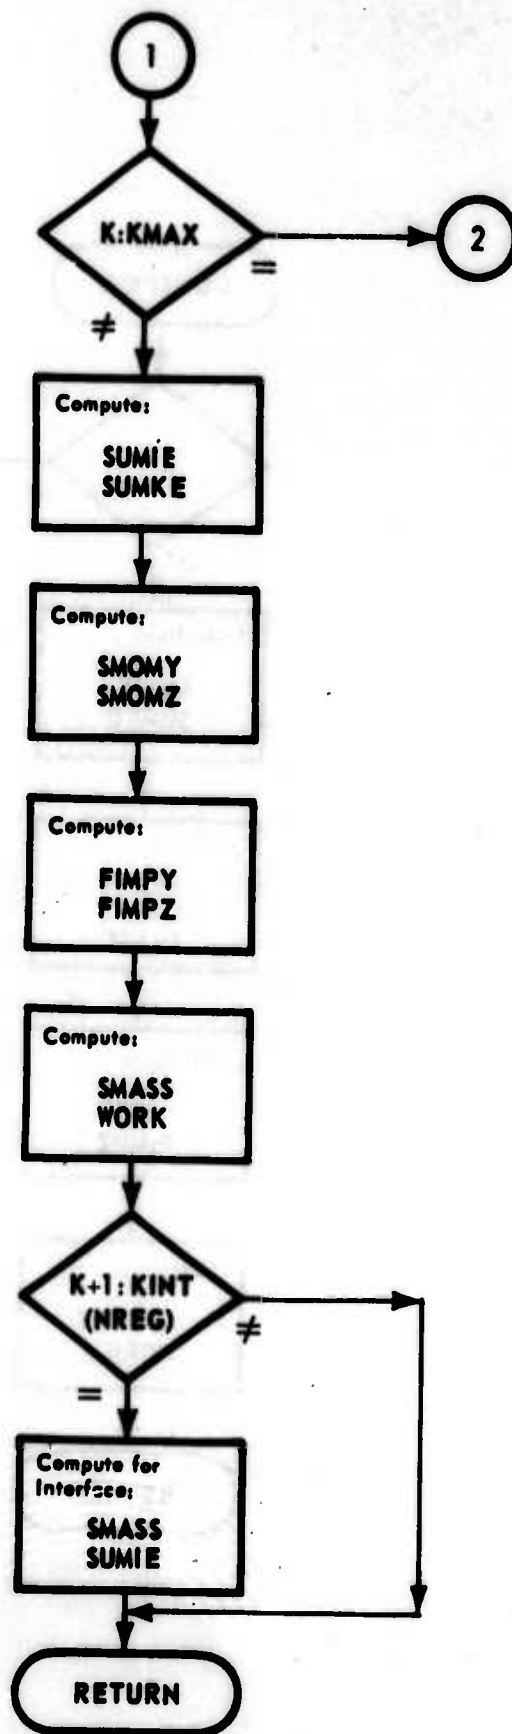 1
K:KMAX
2
=
≠
Compute:
SUMIE
SUMKE
Compute:
SMOMY
SMOMZ
Compute:
FIMPY
FIMPZ
Compute:
SMASS
WORK
K+1:KINT
(NREG)
≠
=
Compute for
Interface:
SMASS
SUMIE
RETURN